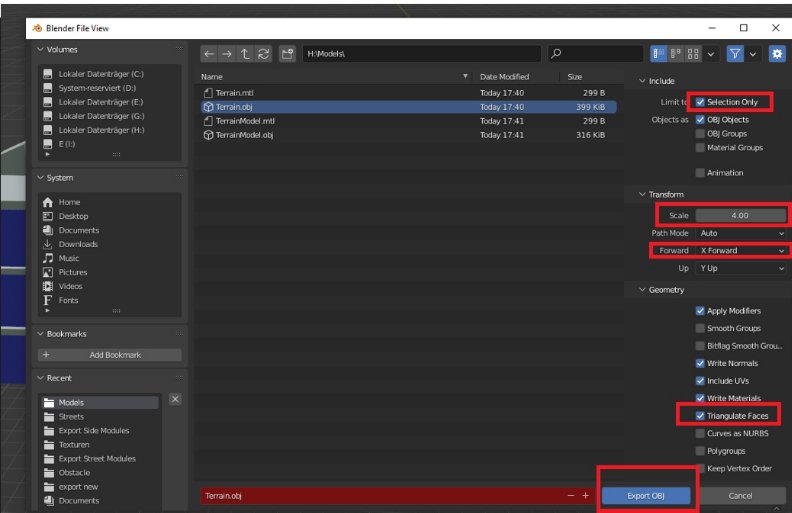 Blender File View
Volumes
Lokaler Datenträger (C:)
System-reserviert (D:)
Lokaler Datenträger (E:)
Lokaler Datenträger (G:)
Lokaler Datenträger (H:)
E (I:)
System
Home
Desktop
Documents
Downloads
Music
Pictures
Videos
Fonts
Bookmarks
Add Bookmark
Recent
Models
Streets
Export Side Modules
Texturen
Export Street Modules
Obstacle
export new
Documents
H:\Models\
Name Date Modified Size
Terrain.mtl Today 17:40 299 B
Terrain.obj Today 17:40 399 KiB
TerrainModel.mtl Today 17:41 299 B
TerrainModel.obj Today 17:41 316 KiB
Terrain.obj
Include
Limit to Selection Only
Objects as OBJ Objects
OBJ Groups
Material Groups
Animation
Transform
Scale 4.00
Path Mode Auto
Forward X Forward
Up Y Up
Geometry
Apply Modifiers
Smooth Groups
Bitflag Smooth Grou...
Write Normals
Include UVs
Write Materials
Triangulate Faces
Curves as NURBS
Polygroups
Keep Vertex Order
Export OBJ Cancel